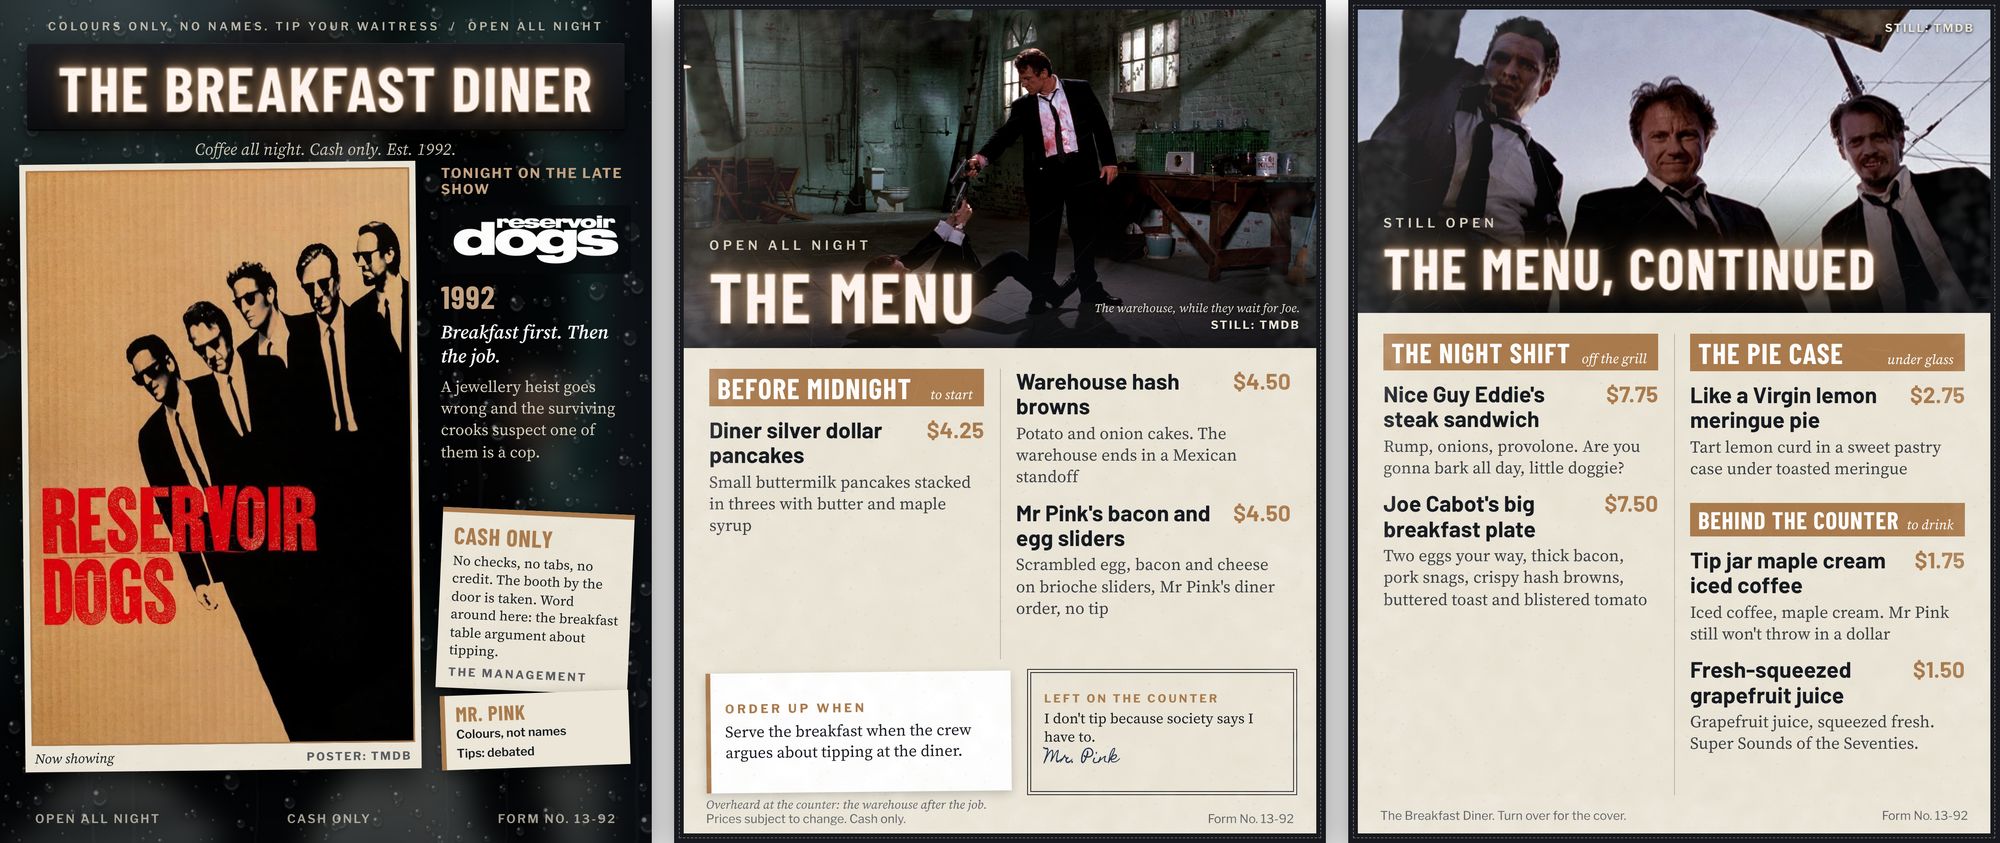 COLOURS ONLY, NO NAMES. TIP YOUR WAITRESS / OPEN ALL NIGHT
THE BREAKFAST DINER
Coffee all night. Cash only. Est. 1992.
RESERVOIR
DOGS
Now showing
POSTER: TMDB
TONIGHT ON THE LATE
SHOW
reservoir
dogs
1992
Breakfast first. Then
the job.
A jewellery heist goes
wrong and the surviving
crooks suspect one of
them is a cop.
CASH ONLY
No checks, no tabs, no
credit. The booth by the
door is taken. Word
around here: the breakfast
table argument about
tipping.
THE MANAGEMENT
MR. PINK
Colours, not names
Tips: debated
OPEN ALL NIGHT
CASH ONLY
FORM NO. 13-92
OPEN ALL NIGHT
THE MENU
The warehouse, while they wait for Joe.
STILL: TMDB
BEFORE MIDNIGHT to start
Diner silver dollar $4.25
pancakes
Small buttermilk pancakes stacked
in threes with butter and maple
syrup
Warehouse hash $4.50
browns
Potato and onion cakes. The
warehouse ends in a Mexican
standoff
Mr Pink's bacon and $4.50
egg sliders
Scrambled egg, bacon and cheese
on brioche sliders, Mr Pink's diner
order, no tip
ORDER UP WHEN
Serve the breakfast when the crew
argues about tipping at the diner.
LEFT ON THE COUNTER
I don't tip because society says I
have to.
Mr. Pink
Overheard at the counter: the warehouse after the job.
Prices subject to change. Cash only.
Form No. 13-92
STILL: TMDB
STILL OPEN
THE MENU, CONTINUED
THE NIGHT SHIFT off the grill
Nice Guy Eddie's $7.75
steak sandwich
Rump, onions, provolone. Are you
gonna bark all day, little doggie?
Joe Cabot's big $7.50
breakfast plate
Two eggs your way, thick bacon,
pork snags, crispy hash browns,
buttered toast and blistered tomato
THE PIE CASE under glass
Like a Virgin lemon $2.75
meringue pie
Tart lemon curd in a sweet pastry
case under toasted meringue
BEHIND THE COUNTER to drink
Tip jar maple cream $1.75
iced coffee
Iced coffee, maple cream. Mr Pink
still won't throw in a dollar
Fresh-squeezed $1.50
grapefruit juice
Grapefruit juice, squeezed fresh.
Super Sounds of the Seventies.
The Breakfast Diner. Turn over for the cover.
Form No. 13-92